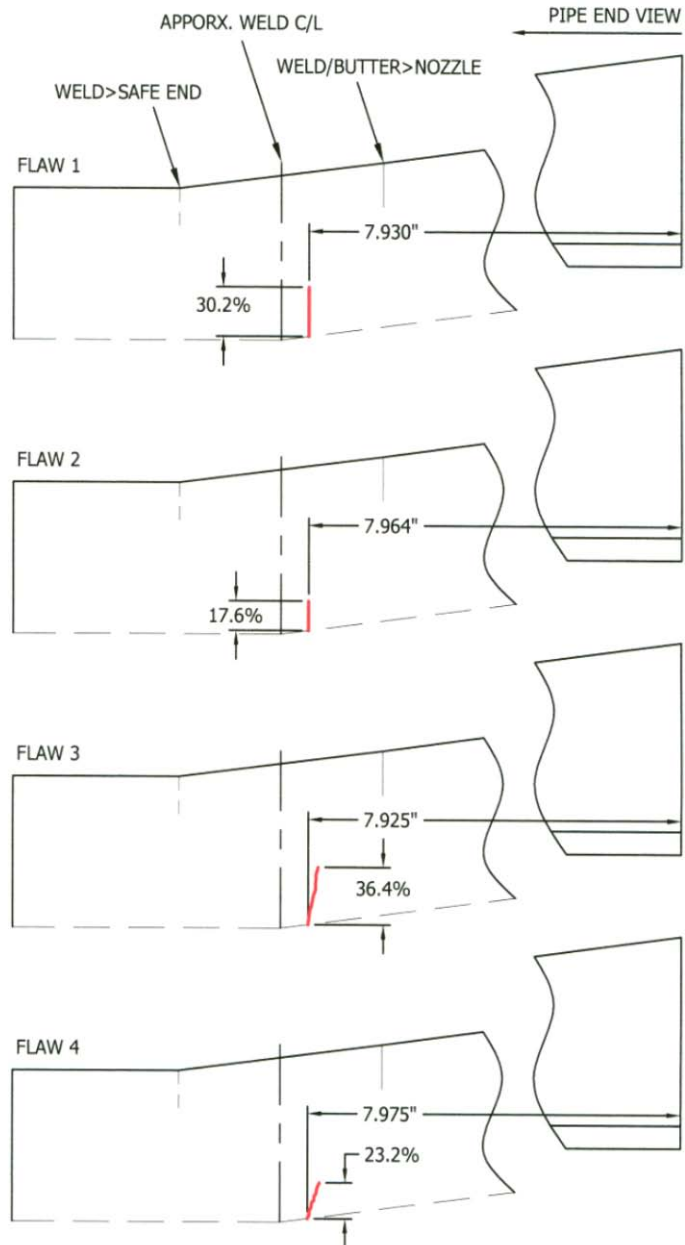 APPORX. WELD C/L
PIPE END VIEW
WELD/BUTTER>NOZZLE
WELD>SAFE END
FLAW 1
7.930"
30.2%
FLAW 2
7.964"
17.6%
FLAW 3
7.925"
36.4%
FLAW 4
7.975"
23.2%